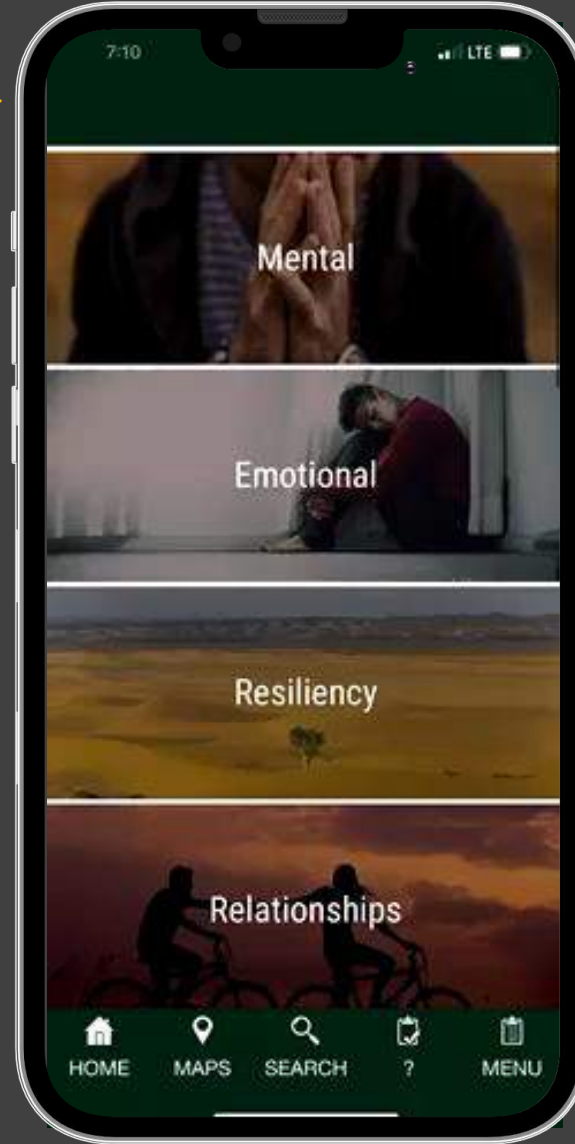 7:10
LTE
Mental
Emotional
Resiliency
Relationships
HOME MAPS SEARCH ? MENU